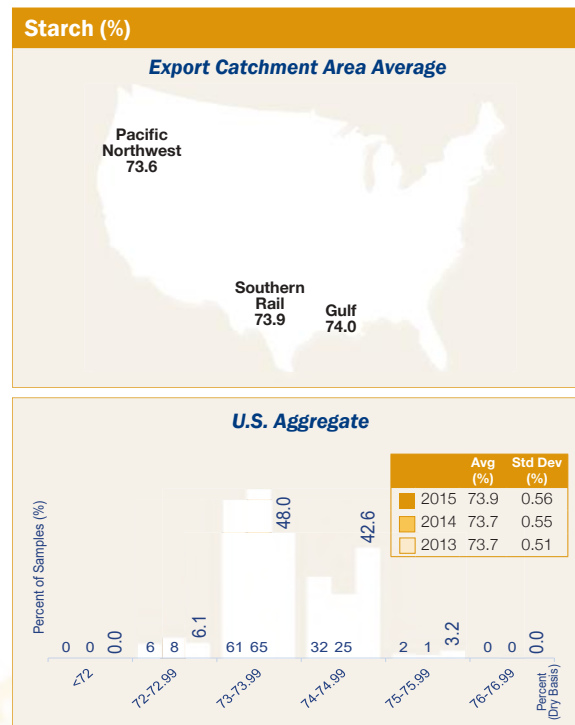 Starch (%)
Export Catchment Area Average
Pacific
Northwest
73.6
Southern
Rail
73.9
Gulf
74.0
U.S. Aggregate
Avg Std Dev
(%) (%)
2015 73.9 0.56
2014 73.7 0.55
2013 73.7 0.51
Percent of Samples (%)
0 0 0.0
6 8 6.1
61 65 48.0
32 25 42.6
2 1 3.2
0 0 0.0
<72
72-72.99
73-73.99
74-74.99
75-75.99
76-76.99
Percent
(Dry Basis)